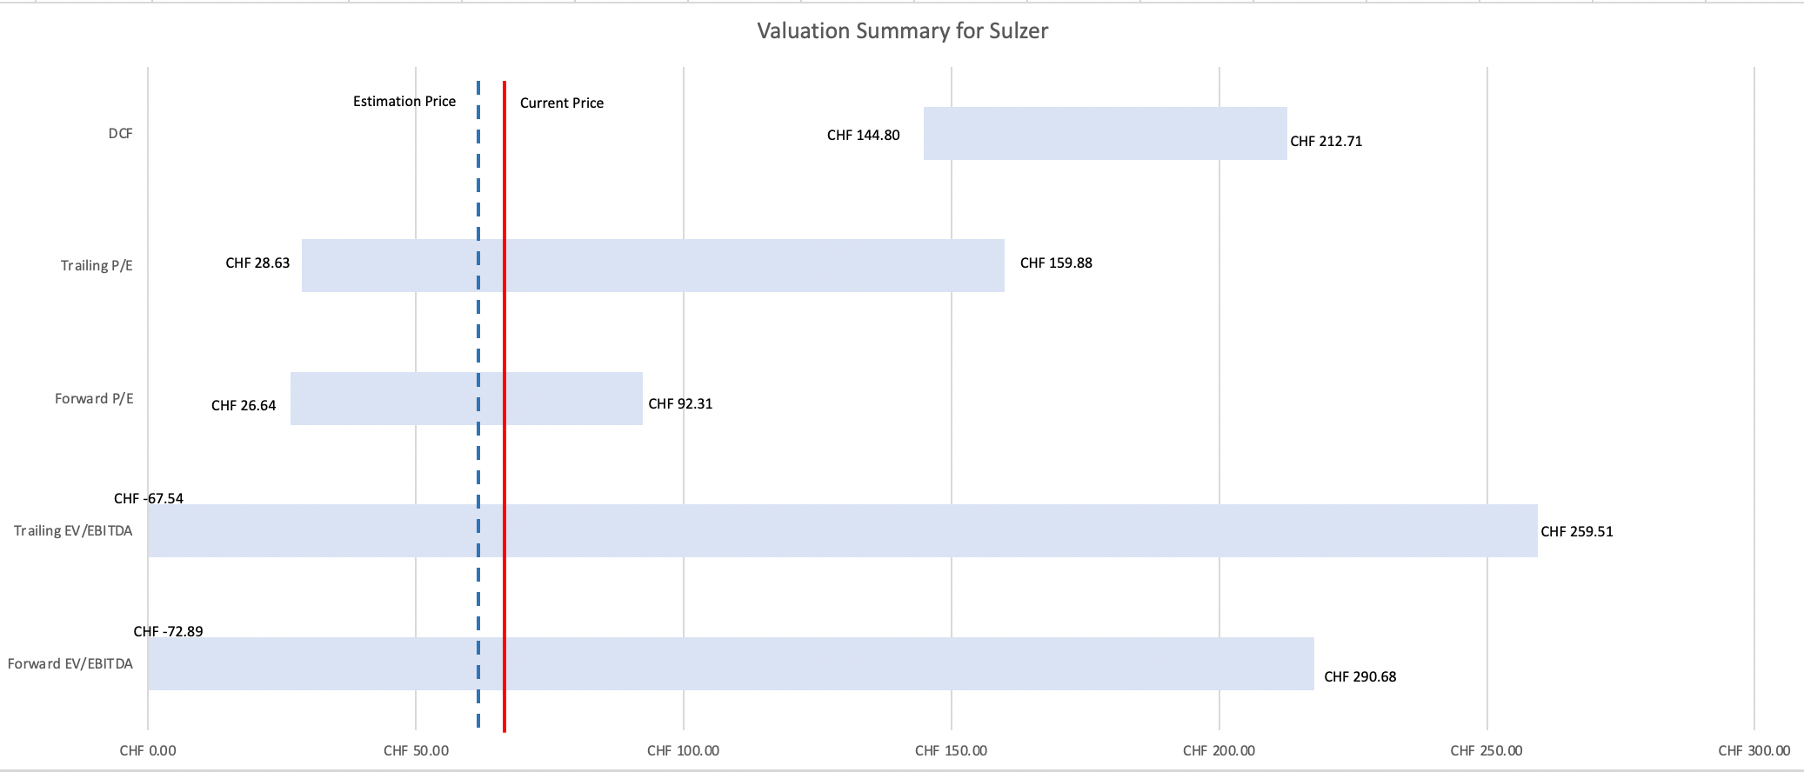 Valuation Summary for Sulzer
Estimation Price
Current Price
DCF
CHF 144.80
CHF 212.71
Trailing P/E
CHF 28.63
CHF 159.88
Forward P/E
CHF 26.64
CHF 92.31
CHF -67.54
Trailing EV/EBITDA
CHF 259.51
CHF -72.89
Forward EV/EBITDA
CHF 290.68
CHF 0.00
CHF 50.00
CHF 100.00
CHF 150.00
CHF 200.00
CHF 250.00
CHF 300.00